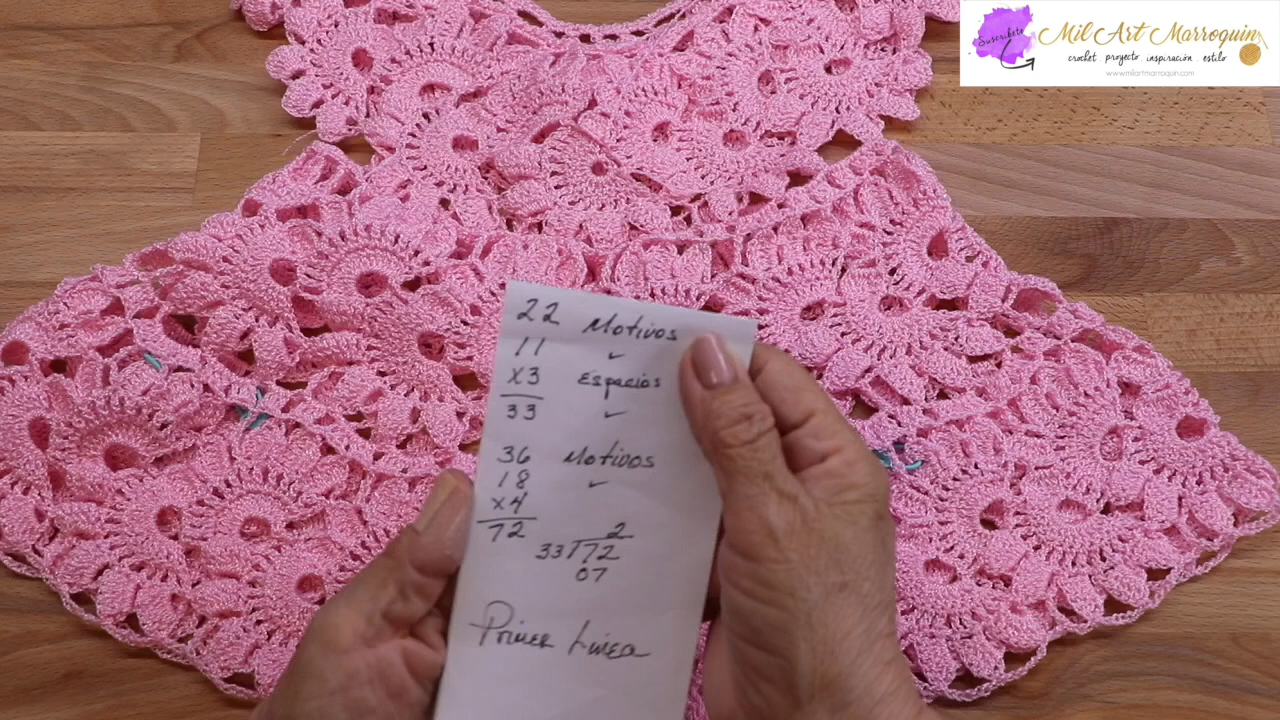 Suscribete
Mil Art Marroquin
crochet . proyecto . inspiración . estilo
www.milartmarroquin.com
22 Motivos
11 ✓
x3 Espacios
33 ✓
36 Motivos
18 ✓
x4
72
2
33 72
07
Primer Linea